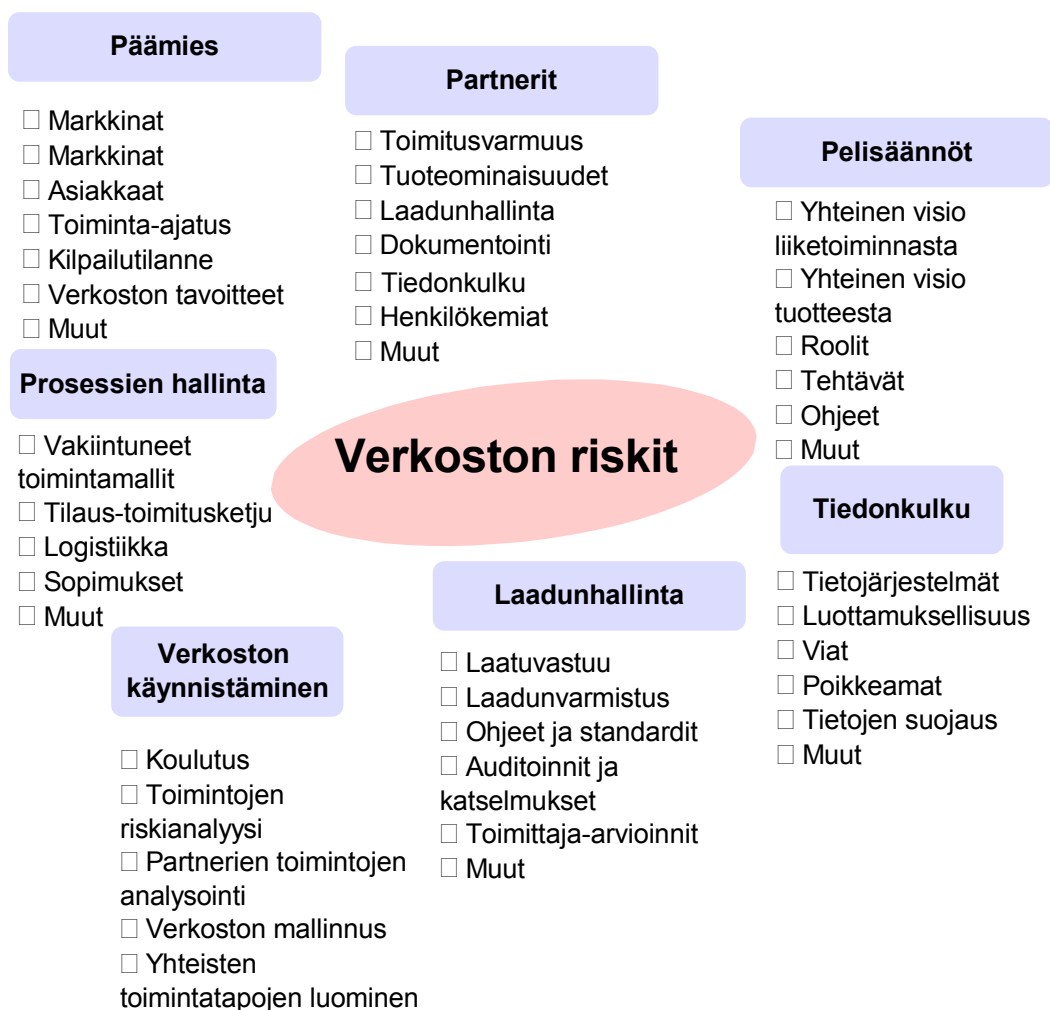 Päämies
☐ Markkinat
☐ Markkinat
☐ Asiakkaat
☐ Toiminta-ajatus
☐ Kilpailutilanne
☐ Verkoston tavoitteet
☐ Muut
Partnerit
☐ Toimitusvarmuus
☐ Tuoteominaisuudet
☐ Laadunhallinta
☐ Dokumentointi
☐ Tiedonkulku
☐ Henkilökemiat
☐ Muut
Pelisäännöt
☐ Yhteinen visio
liiketoiminnasta
☐ Yhteinen visio
tuotteesta
☐ Roolit
☐ Tehtävät
☐ Ohjeet
☐ Muut
Prosessien hallinta
☐ Vakiintuneet
toimintamallit
☐ Tilaus-toimitusketju
☐ Logistiikka
☐ Sopimukset
☐ Muut
Verkoston riskit
Tiedonkulku
☐ Tietojärjestelmät
☐ Luottamuksellisuus
☐ Viat
☐ Poikkeamat
☐ Tietojen suojaus
☐ Muut
Laadunhallinta
☐ Laatuvastuu
☐ Laadunvarmistus
☐ Ohjeet ja standardit
☐ Auditoinnit ja
katselmukset
☐ Toimittaja-arvioinnit
☐ Muut
Verkoston
käynnistäminen
☐ Koulutus
☐ Toimintojen
riskianalyysi
☐ Partnerien toimintojen
analysointi
☐ Verkoston mallinnus
☐ Yhteisten
toimintatapojen luominen